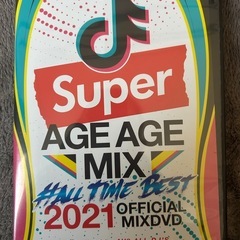 Super
AGE AGE
MIX
#ALL TIME BEST
2021 OFFICIAL
MIXDVD